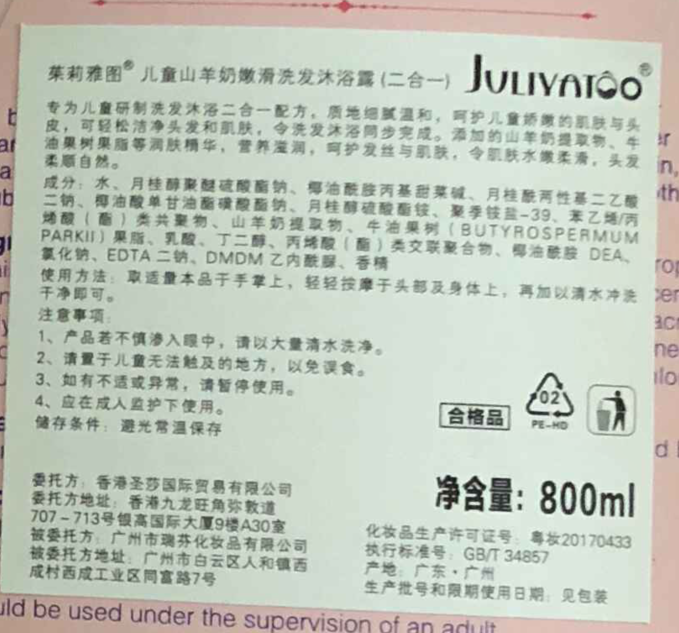 茱莉雅图® 儿童山羊奶嫩滑洗发沐浴露(二合一) JULIYATOO®
专为儿童研制洗发沐浴二合一配方，质地细腻温和，呵护儿童娇嫩的肌肤与头
皮，可轻松洁净头发和肌肤，令洗发沐浴同步完成。添加的山羊奶提取物、牛
油果树果脂等润肤精华，营养滋润，呵护发丝与肌肤，令肌肤水嫩柔滑，头发
柔顺自然。
成分：水、月桂醇聚醚硫酸酯钠、椰油酰胺丙基甜菜碱、月桂酰两性基二乙酸
二钠、椰油酸单甘油酯磺酸酯钠、月桂醇硫酸酯铵、聚季铵盐-39、苯乙烯/丙
烯酸（酯）类共聚物、山羊奶提取物、牛油果树(BUTYROSPERMUM
PARKII）果脂、乳酸、丁二醇、丙烯酸（酯）类交联聚合物、椰油酰胺 DEA、
氯化钠、EDTA 二钠、DMDM 乙内酰脲、香精
使用方法：取适量本品于手掌上，轻轻按摩于头部及身体上，再加以清水冲洗
干净即可。
注意事项：
1、产品若不慎渗入眼中，请以大量清水洗净。
2、请置于儿童无法触及的地方，以免误食。
3、如有不适或异常，请暂停使用。
4、应在成人监护下使用。
储存条件：避光常温保存
合格品
02
PE-HD
净含量：800ml
委托方：香港圣莎国际贸易有限公司
委托方地址：香港九龙旺角弥敦道
707-713号银高国际大厦9楼A30室
被委托方：广州市瑞芬化妆品有限公司
被委托方地址：广州市白云区人和镇西
成村西成工业区同富路7号
化妆品生产许可证号：粤妆20170433
执行标准号：GB/T 34857
产地：广东·广州
生产批号和限期使用日期：见包装
uld be used under the supervision of an adult